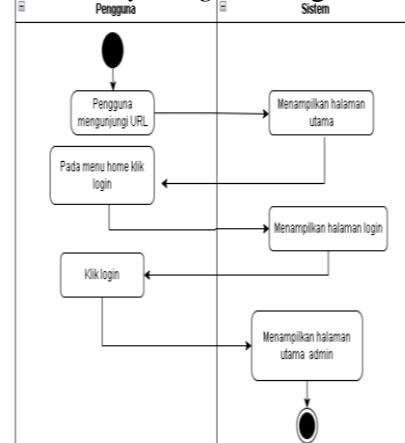 Pengguna
Sistem
Pengguna
mengunjungi URL
Menampilkan halaman
utama
Pada menu home klik
login
Menampilkan halaman login
Klik login
Menampilkan halaman
utama admin